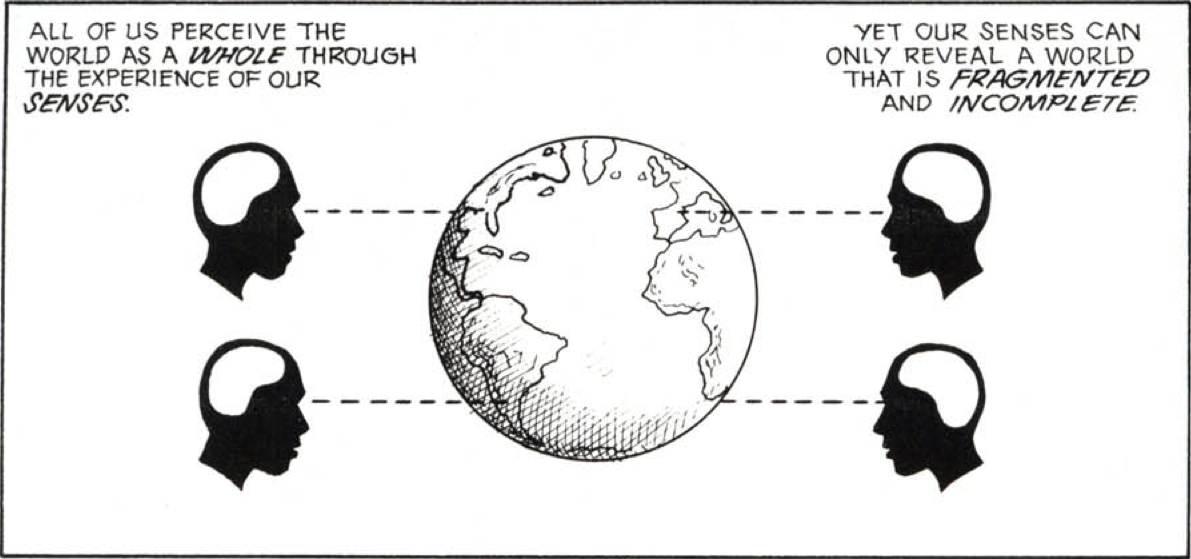 ALL OF US PERCEIVE THE
WORLD AS A WHOLE THROUGH
THE EXPERIENCE OF OUR
SENSES.
YET OUR SENSES CAN
ONLY REVEAL A WORLD
THAT IS FRAGMENTED
AND INCOMPLETE.